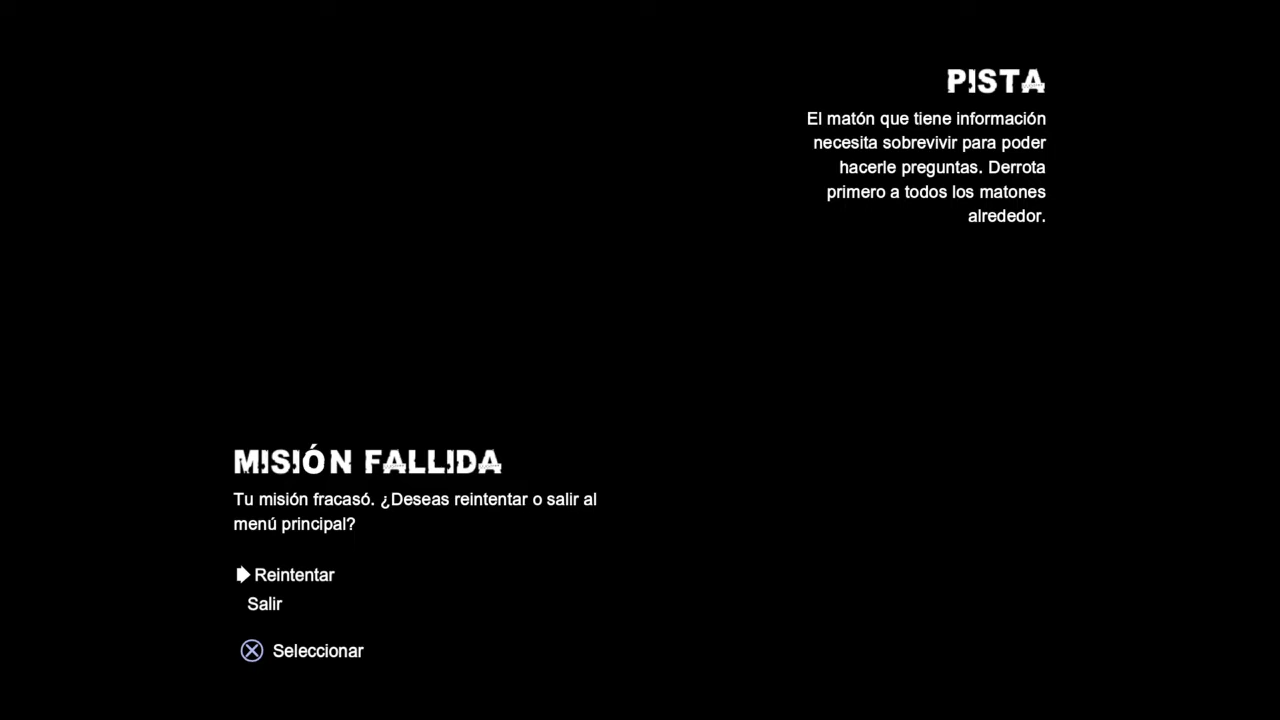 PISTA
El matón que tiene información
necesita sobrevivir para poder
hacerle preguntas. Derrota
primero a todos los matones
alrededor.
MISIÓN FALLIDA
Tu misión fracasó. ¿Deseas reintentar o salir al
menú principal?
Reintentar
Salir
Seleccionar